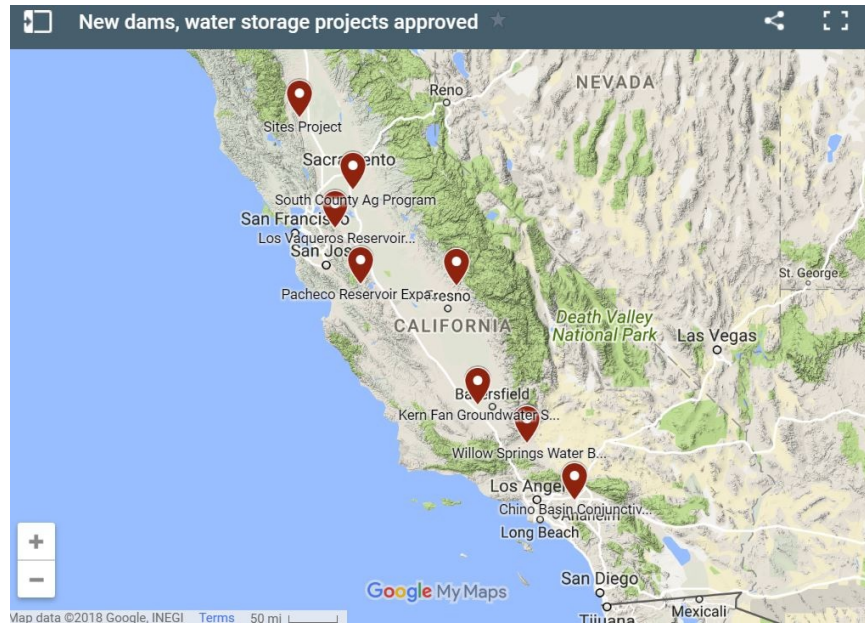 New dams, water storage projects approved
Reno
NEVADA
Sites Project
Sacramento
South County Ag Program
San Francisco
Los Vaqueros Reservoir...
San Jose
St. George
Pacheco Reservoir Expa...
Fresno
CALIFORNIA
Death Valley
National Park
Las Vegas
Bakersfield
Kern Fan Groundwater S...
Willow Springs Water B...
Los Angeles
Chino Basin Conjunctiv...
Anaheim
Long Beach
San Diego
Tijuana
Mexicali
Google My Maps
Map data ©2018 Google, INEGI Terms 50 mi